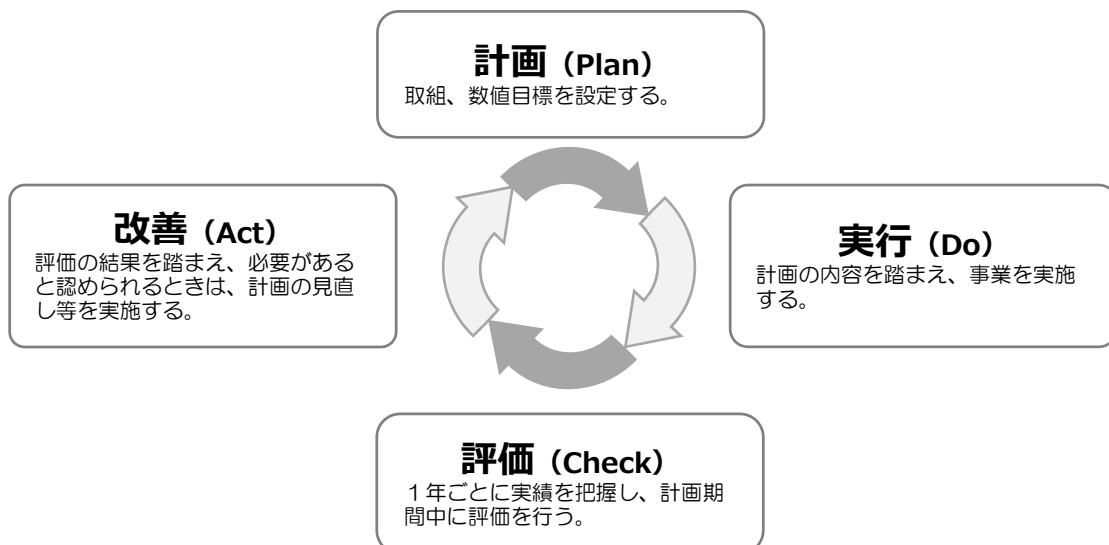 計画（Plan）
取組、数値目標を設定する。
改善（Act）
評価の結果を踏まえ、必要がある
と認められるときは、計画の見直
し等を実施する。
実行（Do）
計画の内容を踏まえ、事業を実施
する。
評価（Check）
１年ごとに実績を把握し、計画期
間中に評価を行う。